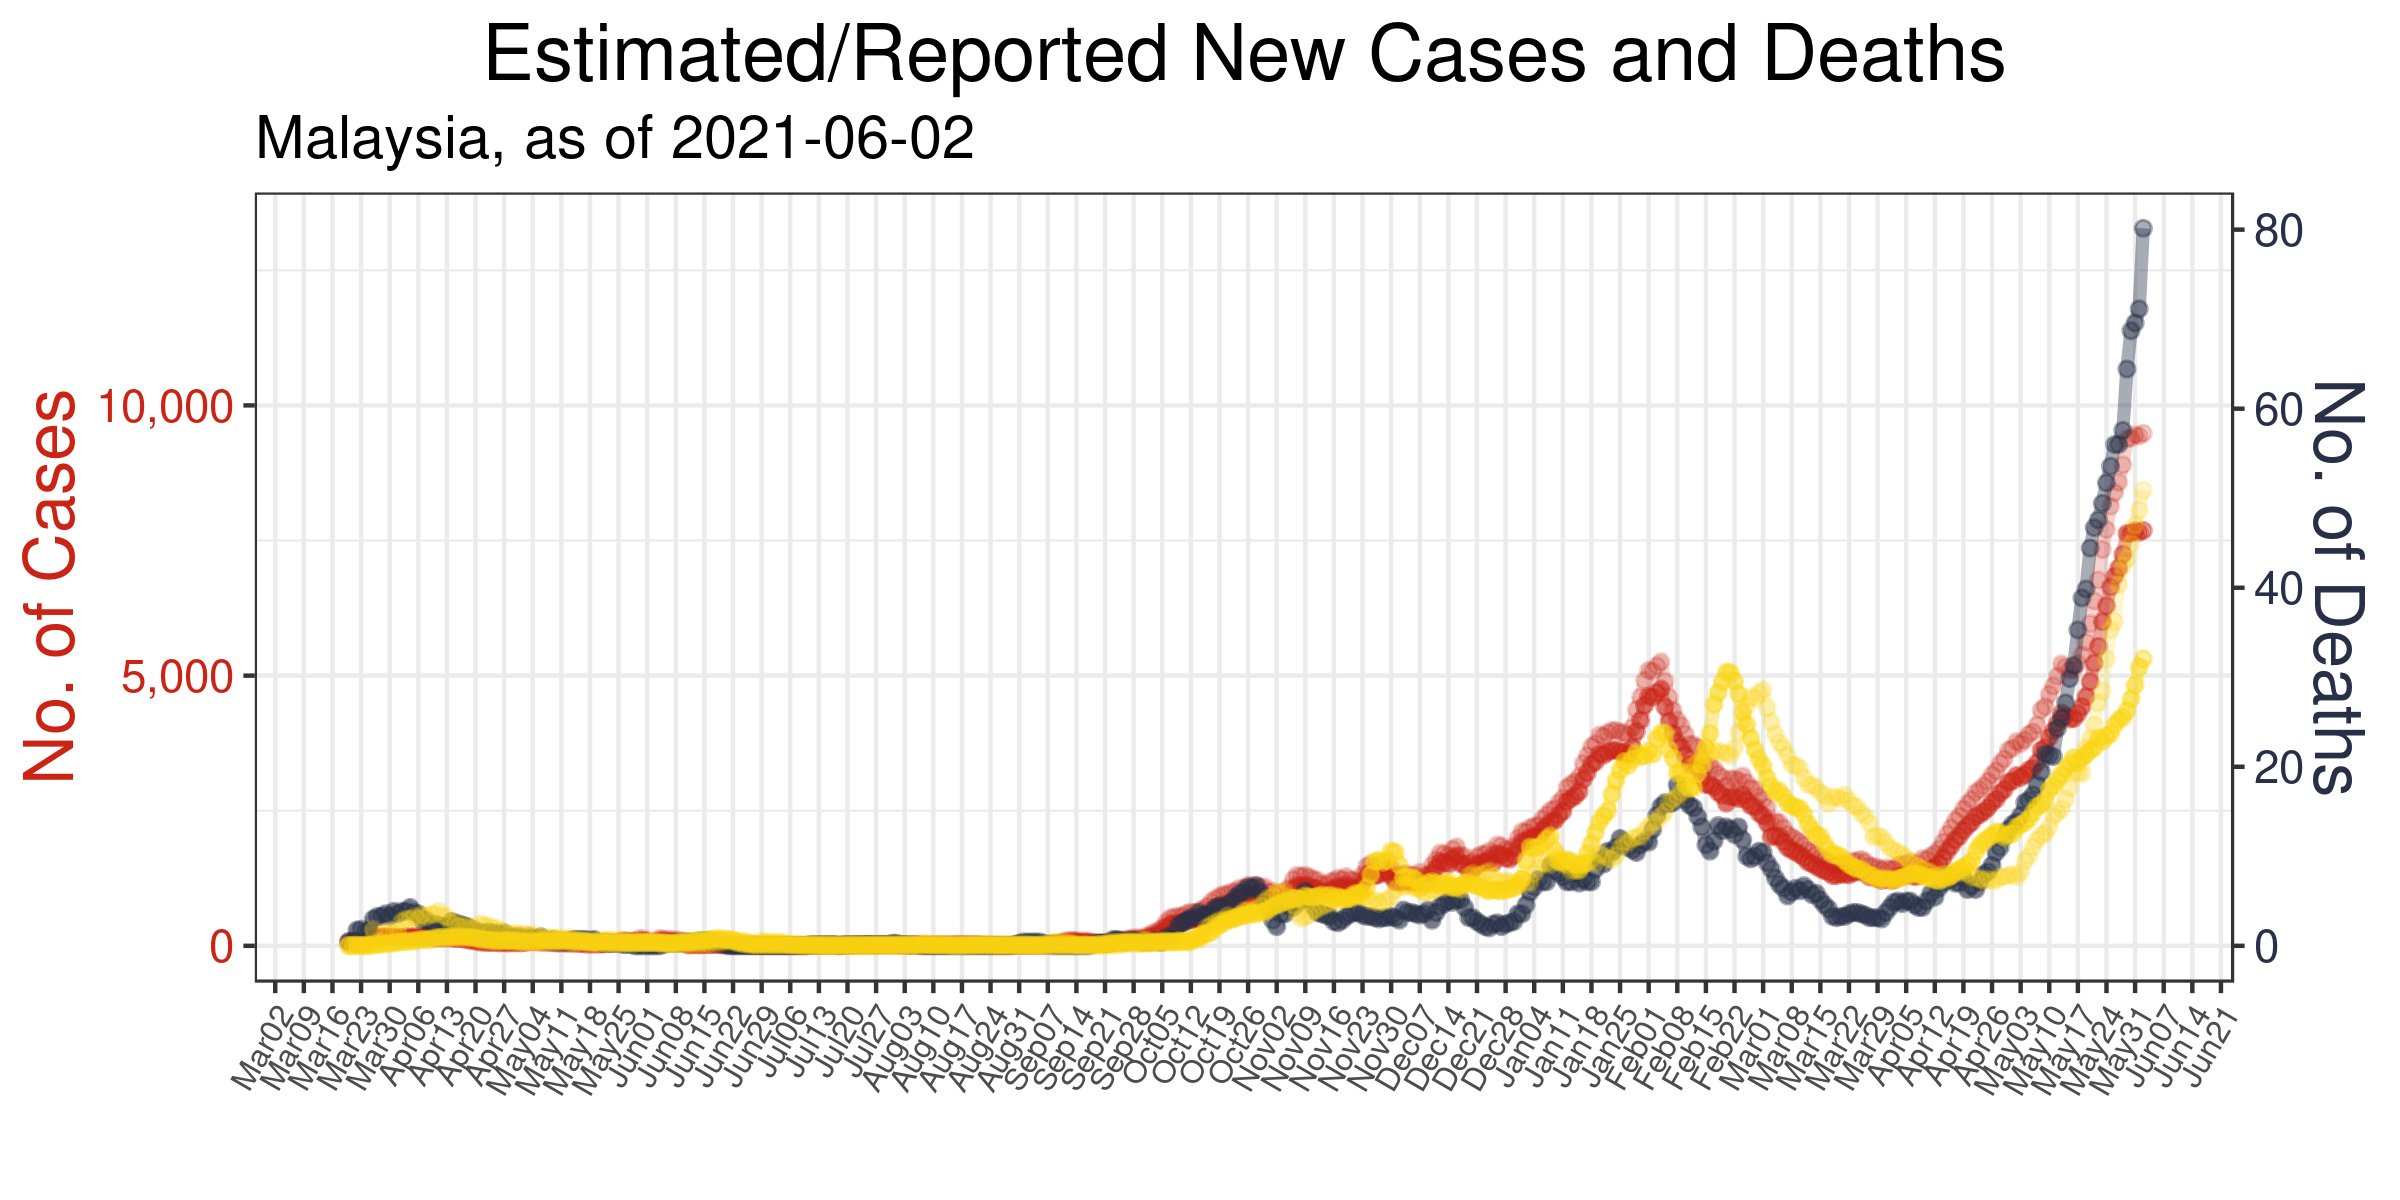 Estimated/Reported New Cases and Deaths
Malaysia, as of 2021-06-02
No. of Cases
10,000
5,000
0
80
60
40
20
0
No. of Deaths
Mar02
Mar09
Mar16
Mar23
Mar30
Apr06
Apr13
Apr20
Apr27
May04
May11
May18
May25
Jun01
Jun08
Jun15
Jun22
Jun29
Jul06
Jul13
Jul20
Jul27
Aug03
Aug10
Aug17
Aug24
Aug31
Sep07
Sep14
Sep21
Sep28
Oct05
Oct12
Oct19
Oct26
Nov02
Nov09
Nov16
Nov23
Nov30
Dec07
Dec14
Dec21
Dec28
Jan04
Jan11
Jan18
Jan25
Feb01
Feb08
Feb15
Feb22
Mar01
Mar08
Mar15
Mar22
Mar29
Apr05
Apr12
Apr19
Apr26
May03
May10
May17
May24
May31
Jun07
Jun14
Jun21